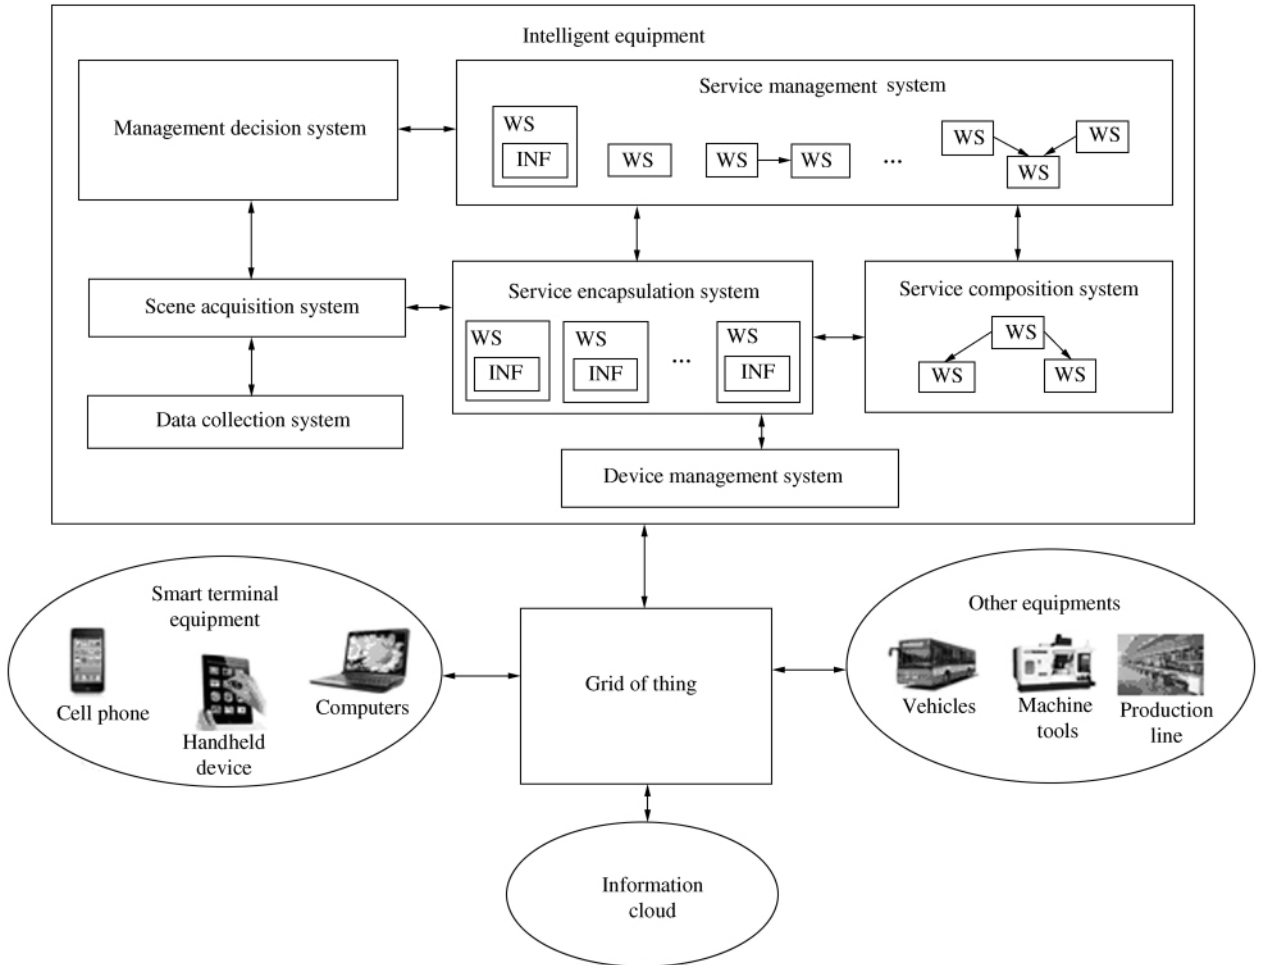 Intelligent equipment
Management decision system
Service management system
WS
INF
WS
WS
WS
...
WS
WS
WS
Scene acquisition system
Service encapsulation system
WS
INF
WS
INF
...
WS
INF
Service composition system
WS
WS
WS
Data collection system
Device management system
Smart terminal
equipment
Cell phone
Handheld
device
Computers
Grid of thing
Other equipments
Vehicles
Machine
tools
Production
line
Information
cloud